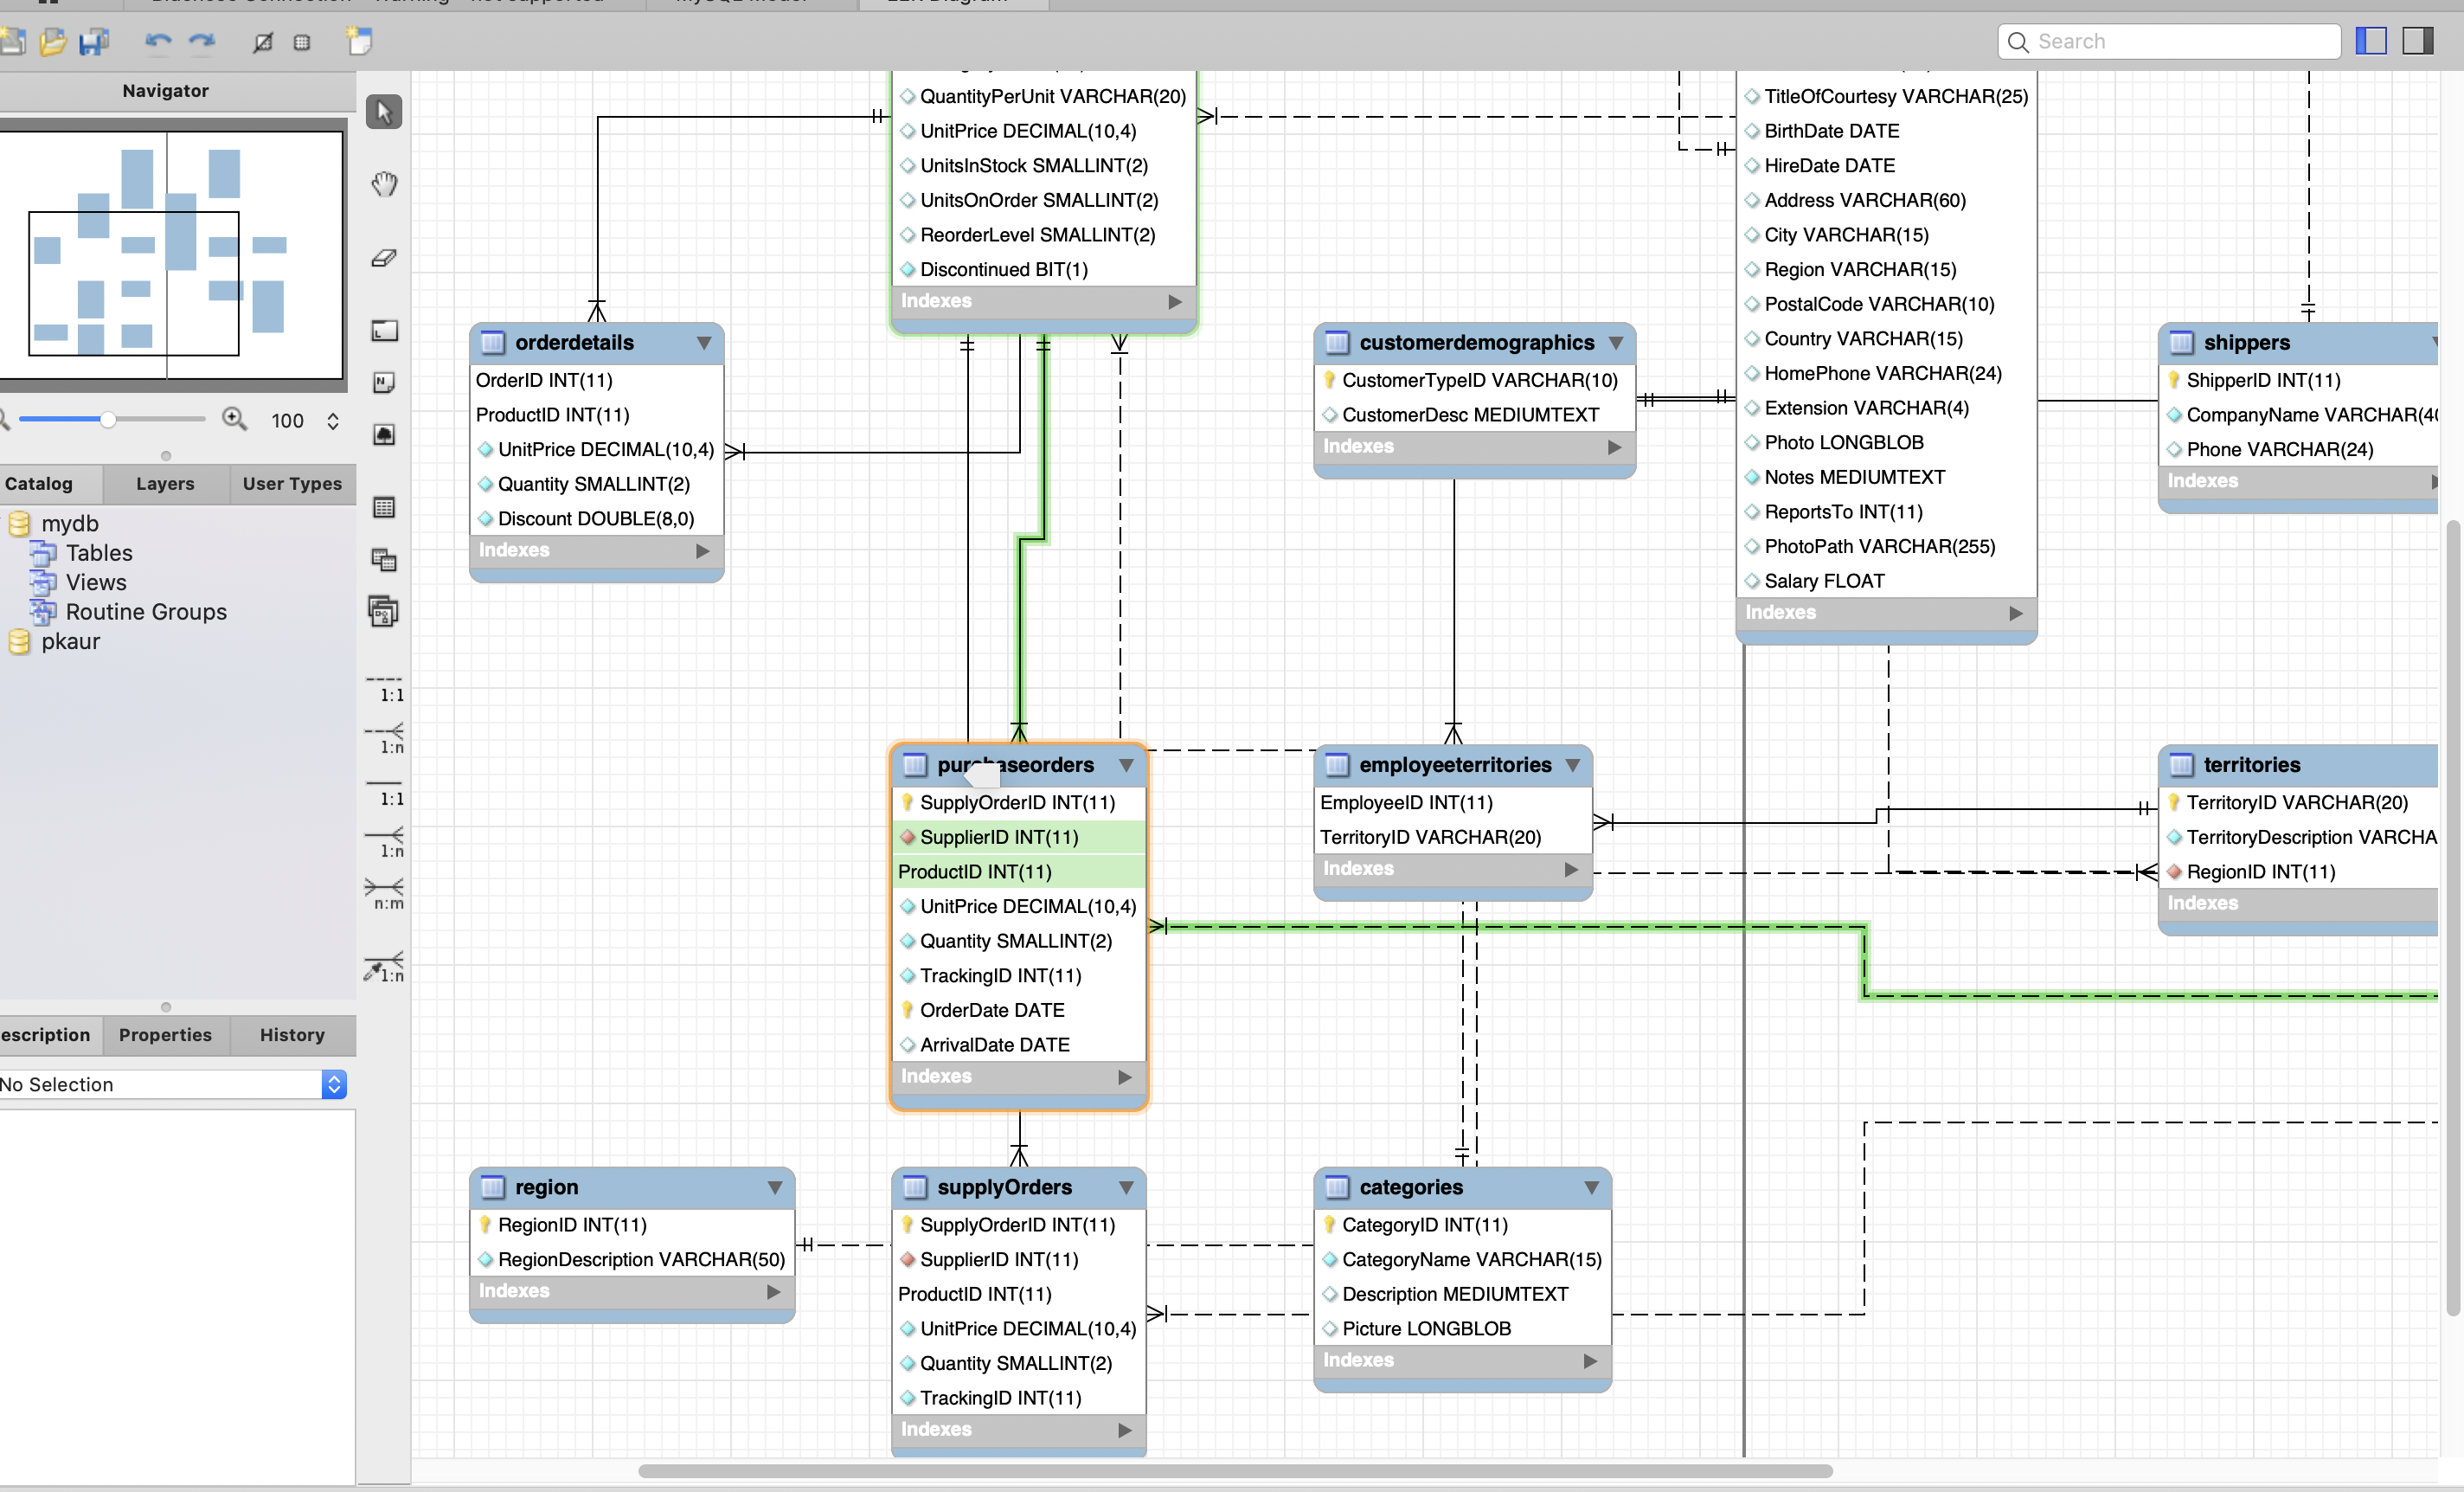 Search
Navigator
100
Catalog
Layers
User Types
mydb
Tables
Views
Routine Groups
pkaur
escription
Properties
History
No Selection
1:1
1:n
1:1
1:n
n:m
1:n
QuantityPerUnit VARCHAR(20)
UnitPrice DECIMAL(10,4)
UnitsInStock SMALLINT(2)
UnitsOnOrder SMALLINT(2)
ReorderLevel SMALLINT(2)
Discontinued BIT(1)
Indexes
TitleOfCourtesy VARCHAR(25)
BirthDate DATE
HireDate DATE
Address VARCHAR(60)
City VARCHAR(15)
Region VARCHAR(15)
PostalCode VARCHAR(10)
Country VARCHAR(15)
HomePhone VARCHAR(24)
Extension VARCHAR(4)
Photo LONGBLOB
Notes MEDIUMTEXT
ReportsTo INT(11)
PhotoPath VARCHAR(255)
Salary FLOAT
Indexes
orderdetails
OrderID INT(11)
ProductID INT(11)
UnitPrice DECIMAL(10,4)
Quantity SMALLINT(2)
Discount DOUBLE(8,0)
Indexes
customerdemographics
CustomerTypeID VARCHAR(10)
CustomerDesc MEDIUMTEXT
Indexes
shippers
ShipperID INT(11)
CompanyName VARCHAR(4
Phone VARCHAR(24)
Indexes
purchaseorders
SupplyOrderID INT(11)
SupplierID INT(11)
ProductID INT(11)
UnitPrice DECIMAL(10,4)
Quantity SMALLINT(2)
TrackingID INT(11)
OrderDate DATE
ArrivalDate DATE
Indexes
employeeterritories
EmployeeID INT(11)
TerritoryID VARCHAR(20)
Indexes
territories
TerritoryID VARCHAR(20)
TerritoryDescription VARCHA
RegionID INT(11)
Indexes
region
RegionID INT(11)
RegionDescription VARCHAR(50)
Indexes
supplyOrders
SupplyOrderID INT(11)
SupplierID INT(11)
ProductID INT(11)
UnitPrice DECIMAL(10,4)
Quantity SMALLINT(2)
TrackingID INT(11)
Indexes
categories
CategoryID INT(11)
CategoryName VARCHAR(15)
Description MEDIUMTEXT
Picture LONGBLOB
Indexes